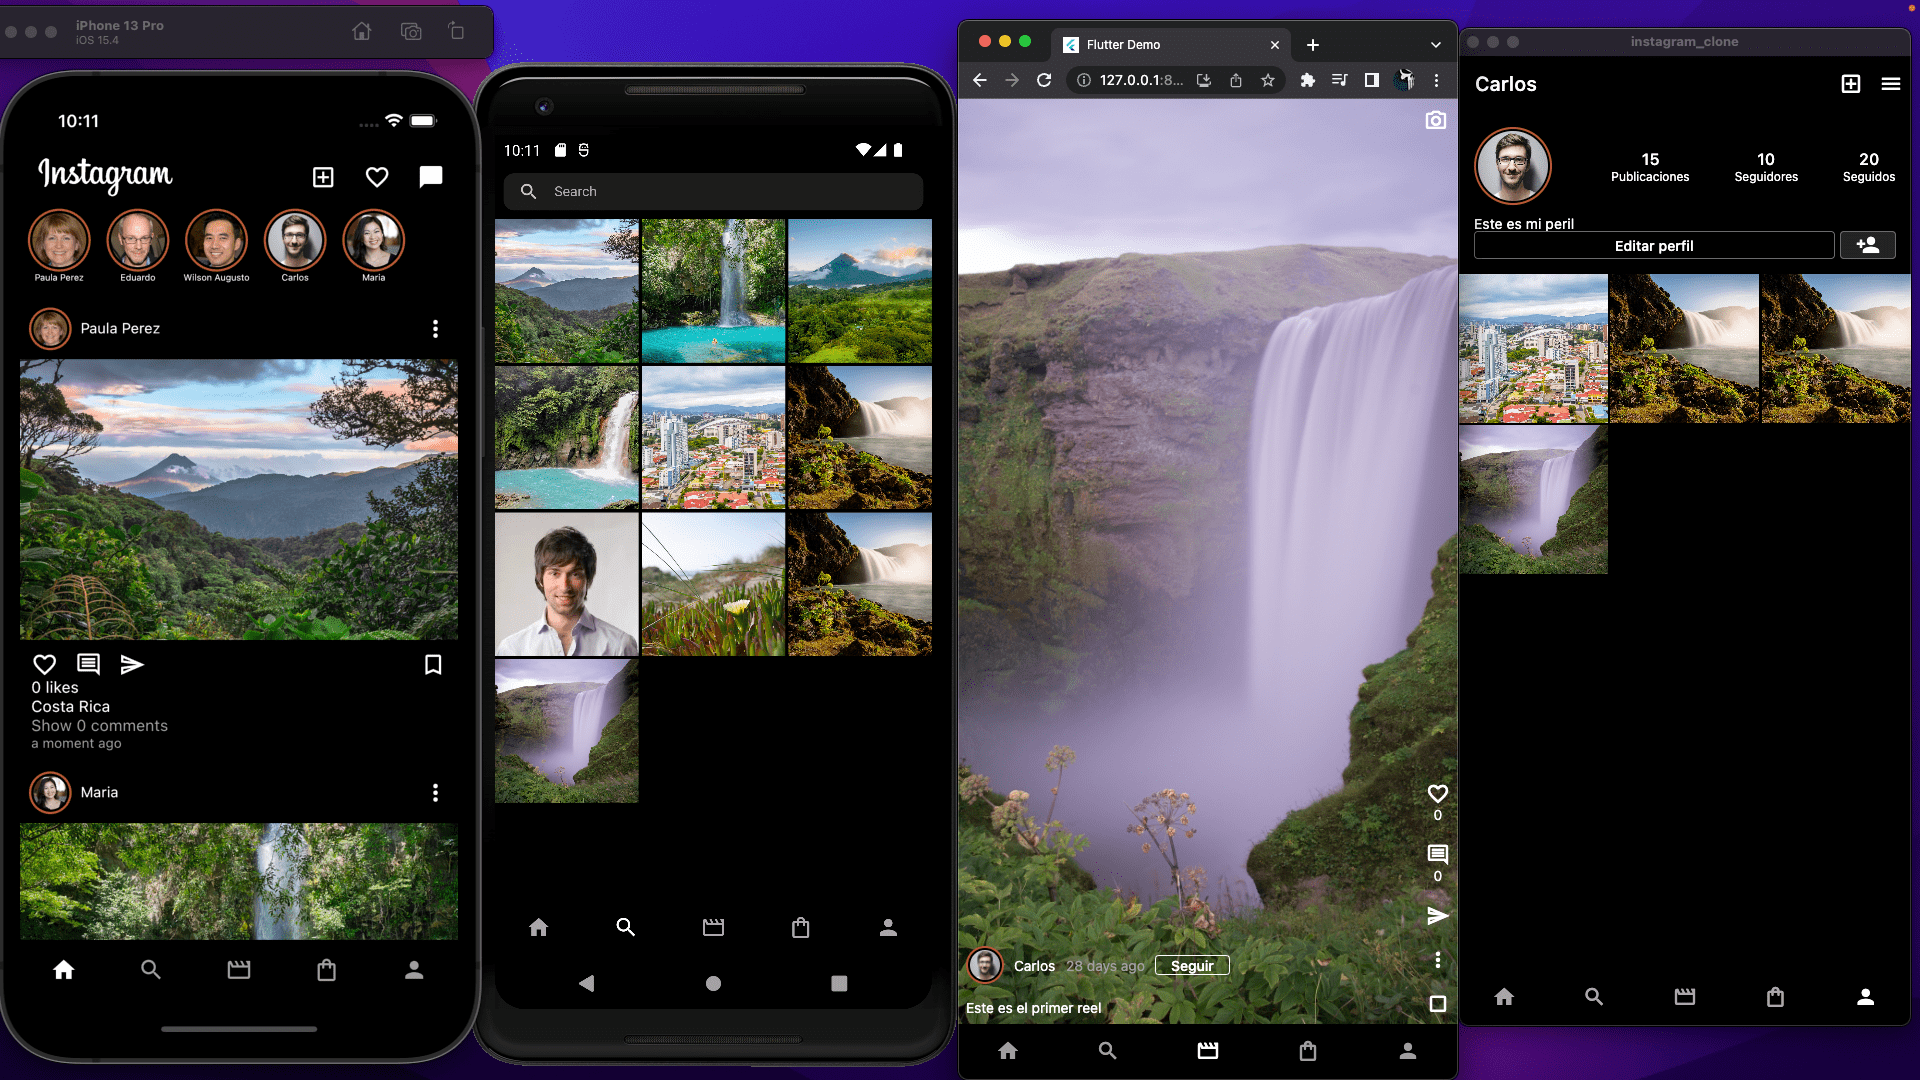 iPhone 13 Pro
iOS 15.4
10:11
Instagram
Paula Perez
Eduardo
Wilson Augusto
Carlos
Maria
Paula Perez
0 likes
Costa Rica
Show 0 comments
a moment ago
Maria
10:11
Search
Flutter Demo
127.0.0.1:8...
0
0
Carlos 28 days ago Seguir
Este es el primer reel
instagram_clone
Carlos
15 10 20
Publicaciones Seguidores Seguidos
Este es mi peril
Editar perfil